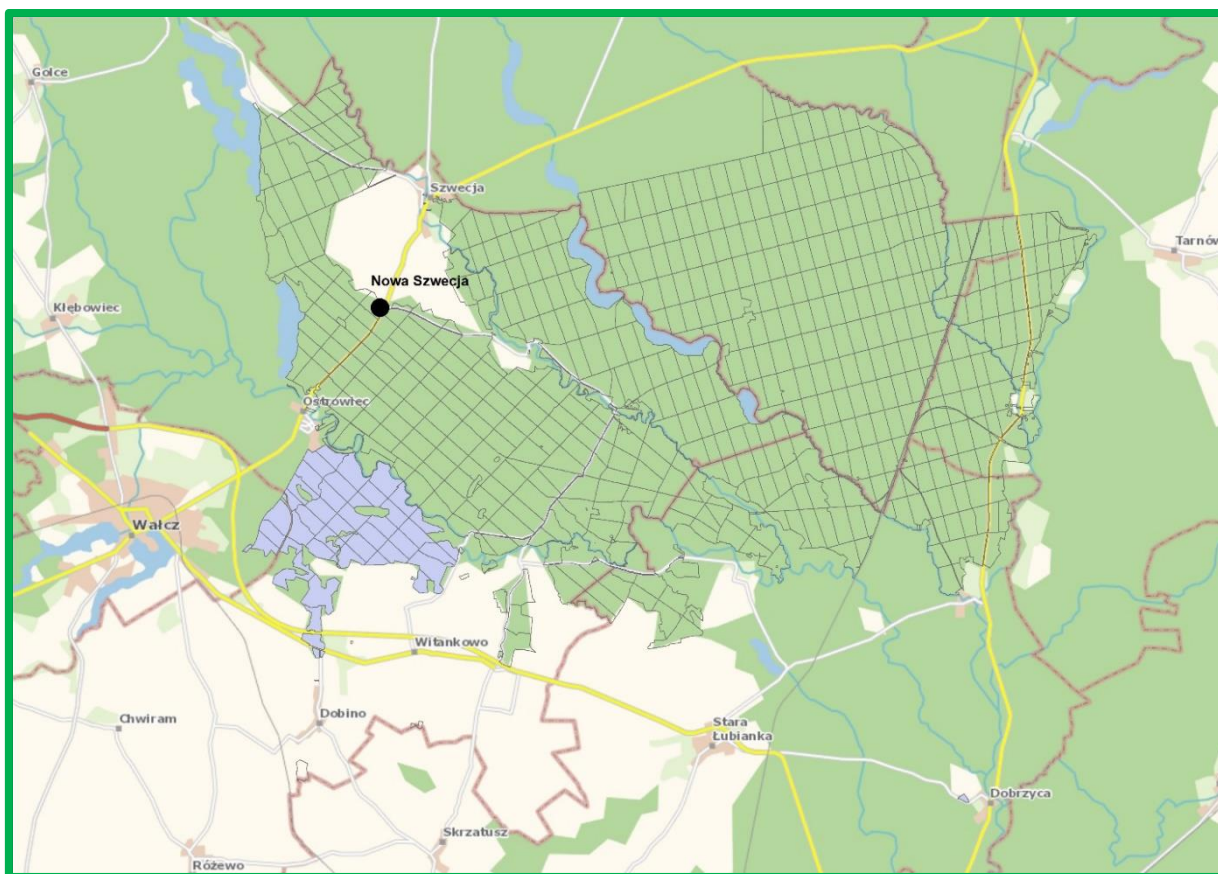 Golce
Szwecja
Tarnów
Nowa Szwecja
Kłębowiec
Ostrowiec
Wałcz
Witankowo
Chwiram
Dobino
Stara
Łubianka
Dobrzyca
Skrzatusz
Różewo